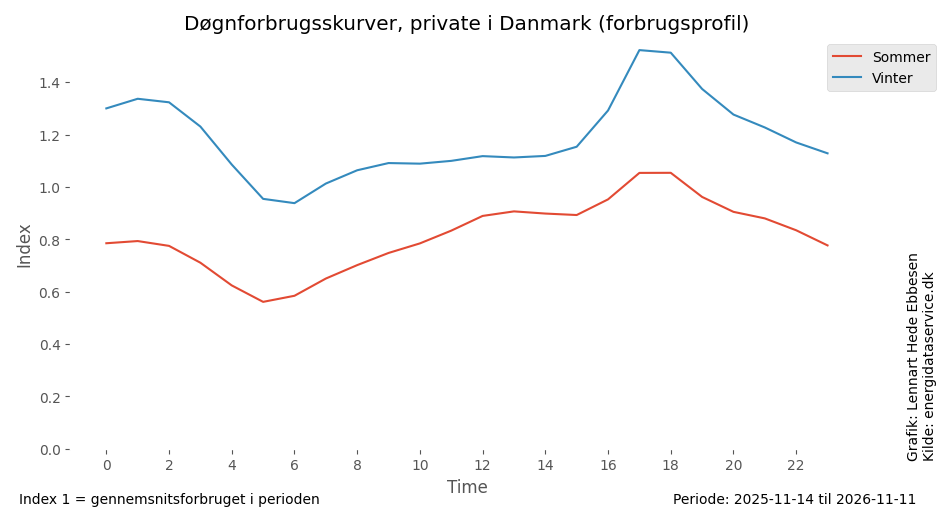 Døgnforbrugsskurver, private i Danmark (forbrugsprofil)
Sommer
Vinter
1.4
1.2
1.0
0.8
0.6
0.4
0.2
0.0
Index
0 2 4 6 8 10 12 14 16 18 20 22
Time
Grafik: Lennart Hede Ebbesen
Kilde: energidataservice.dk
Index 1 = gennemsnitsforbruget i perioden
Periode: 2025-11-14 til 2026-11-11